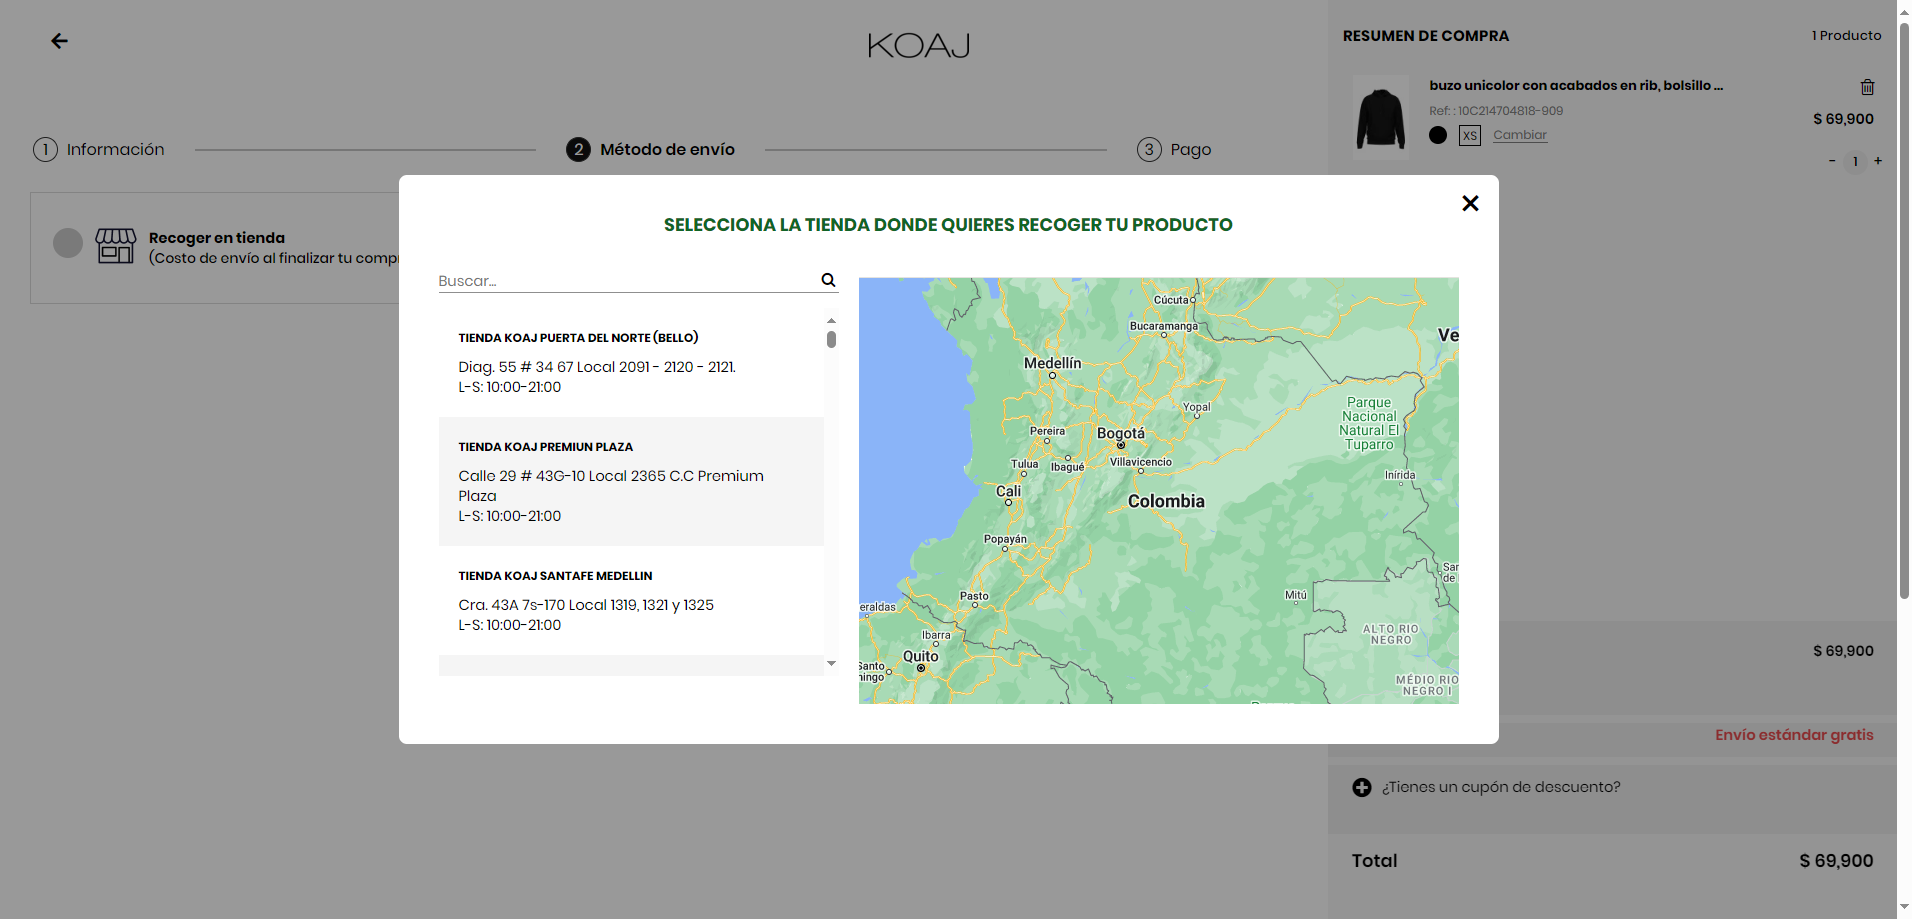 KOAJ
1 Información
2 Método de envío
3 Pago
Recoger en tienda
(Costo de envío al finalizar tu comp
RESUMEN DE COMPRA
1 Producto
buzo unicolor con acabados en rib, bolsillo ...
Ref: : 10C214704818-909
$ 69,900
XS Cambiar
- 1 +
SELECCIONA LA TIENDA DONDE QUIERES RECOGER TU PRODUCTO
Buscar...
TIENDA KOAJ PUERTA DEL NORTE (BELLO)
Diag. 55 # 34 67 Local 2091 - 2120 - 2121.
L-S: 10:00-21:00
TIENDA KOAJ PREMIUN PLAZA
Calle 29 # 43G-10 Local 2365 C.C Premium
Plaza
L-S: 10:00-21:00
TIENDA KOAJ SANTAFE MEDELLIN
Cra. 43A 7s-170 Local 1319, 1321 y 1325
L-S: 10:00-21:00
Cúcuta
Bucaramanga
Ve
Medellín
Yopal
Parque
Nacional
Natural El
Tuparro
Pereira
Bogotá
Tulua
Ibagué
Villavicencio
Inírida
Cali
Colombia
Popayán
San
de
Pasto
Mitú
eraldas
Ibarra
ALTO RIO
NEGRO
Quito
Santo
ningo
MÉDIO RIO
NEGRO I
$ 69,900
Envío estándar gratis
¿Tienes un cupón de descuento?
Total
$ 69,900